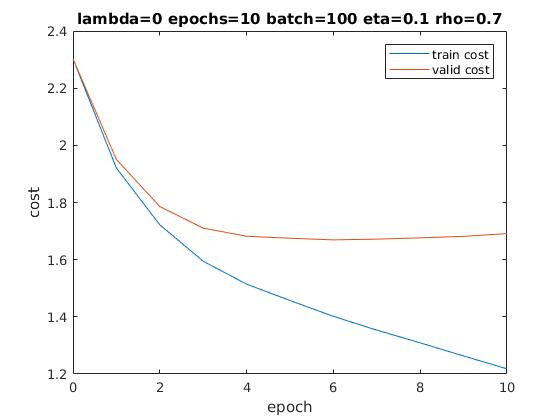 lambda=0 epochs=10 batch=100 eta=0.1 rho=0.7
2.4
train cost
valid cost
2.2
2
1.8
cost
1.6
1.4
1.2
0 2 4 6 8 10
epoch